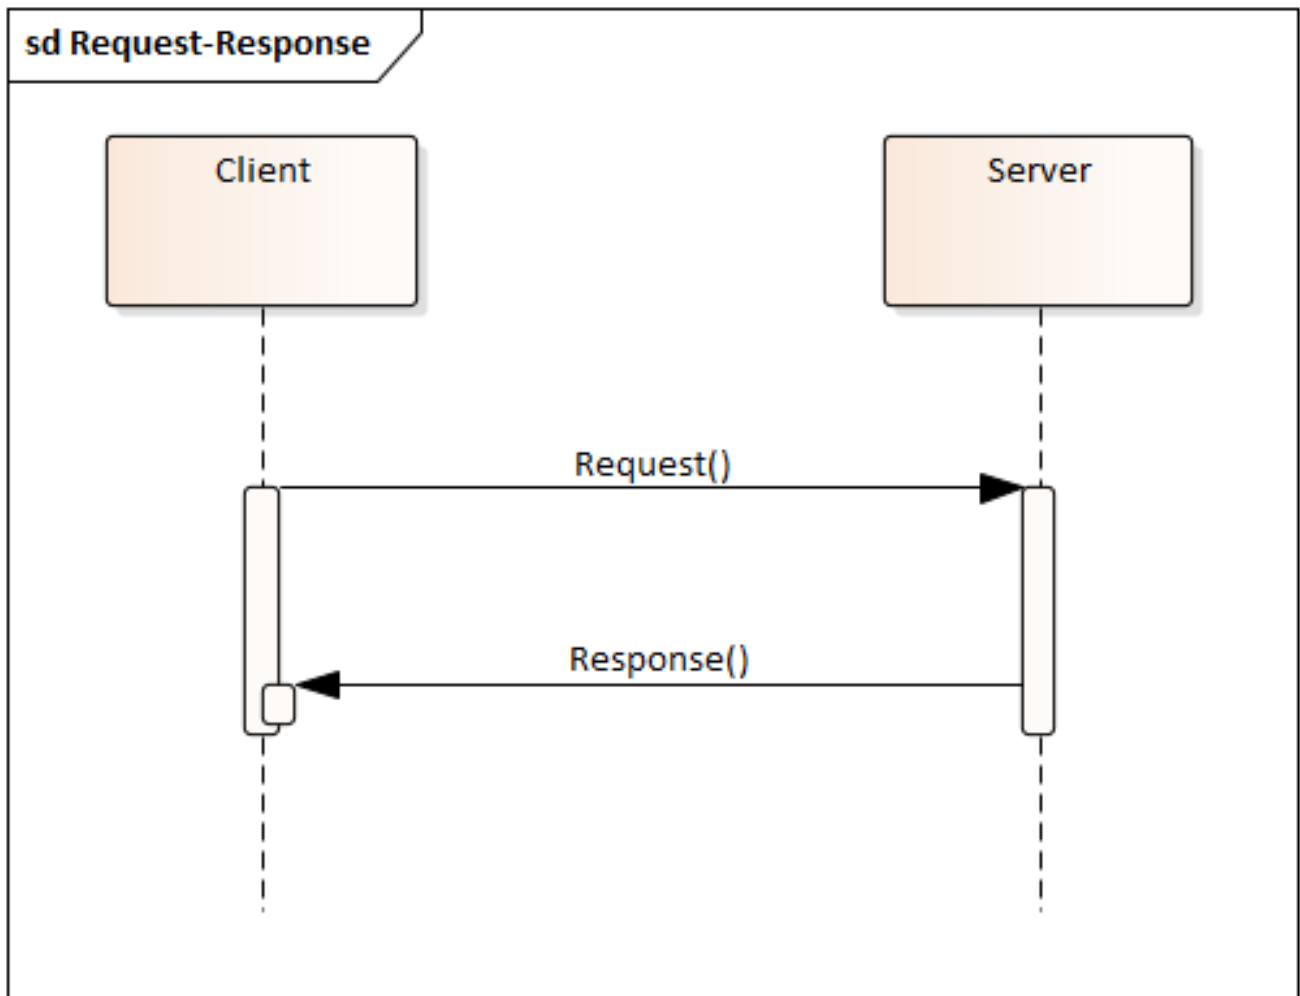 sd Request-Response
Client
Server
Request()
Response()